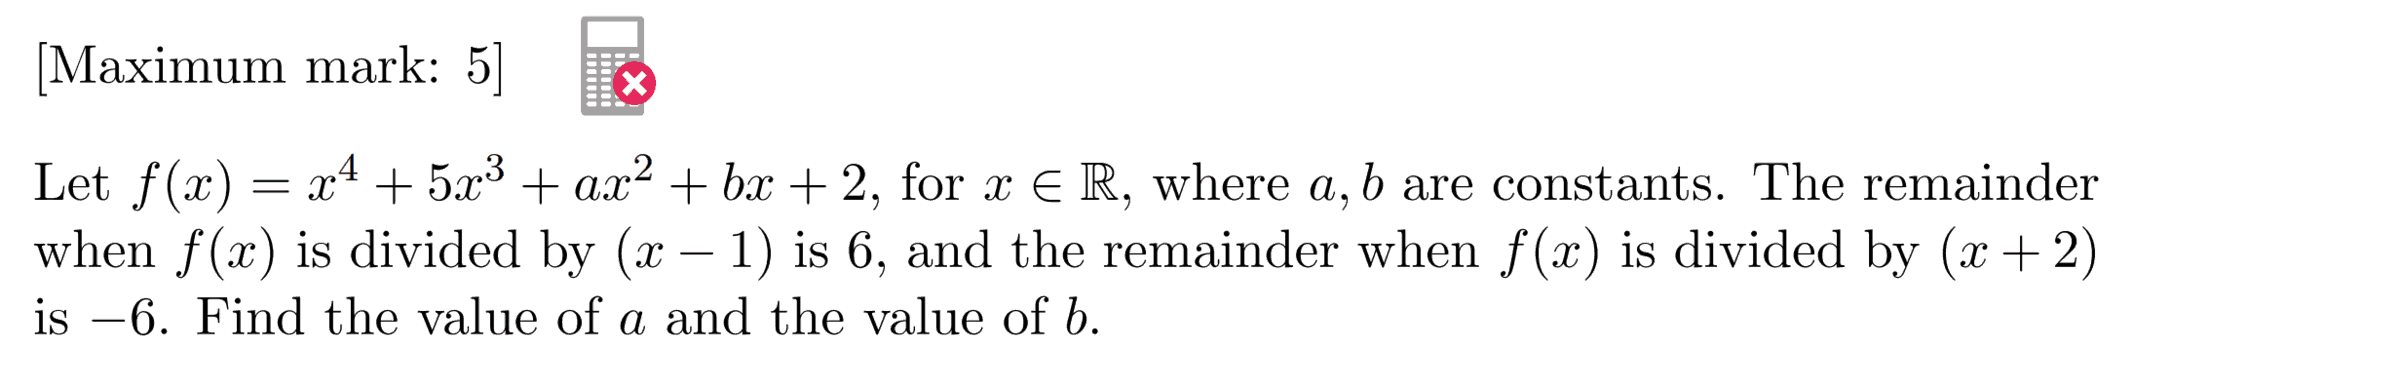 [Maximum mark: 5]
Let f(x) = x⁴ + 5x³ + ax² + bx + 2, for x ∈ ℝ, where a, b are constants. The remainder
when f(x) is divided by (x − 1) is 6, and the remainder when f(x) is divided by (x + 2)
is −6. Find the value of a and the value of b.